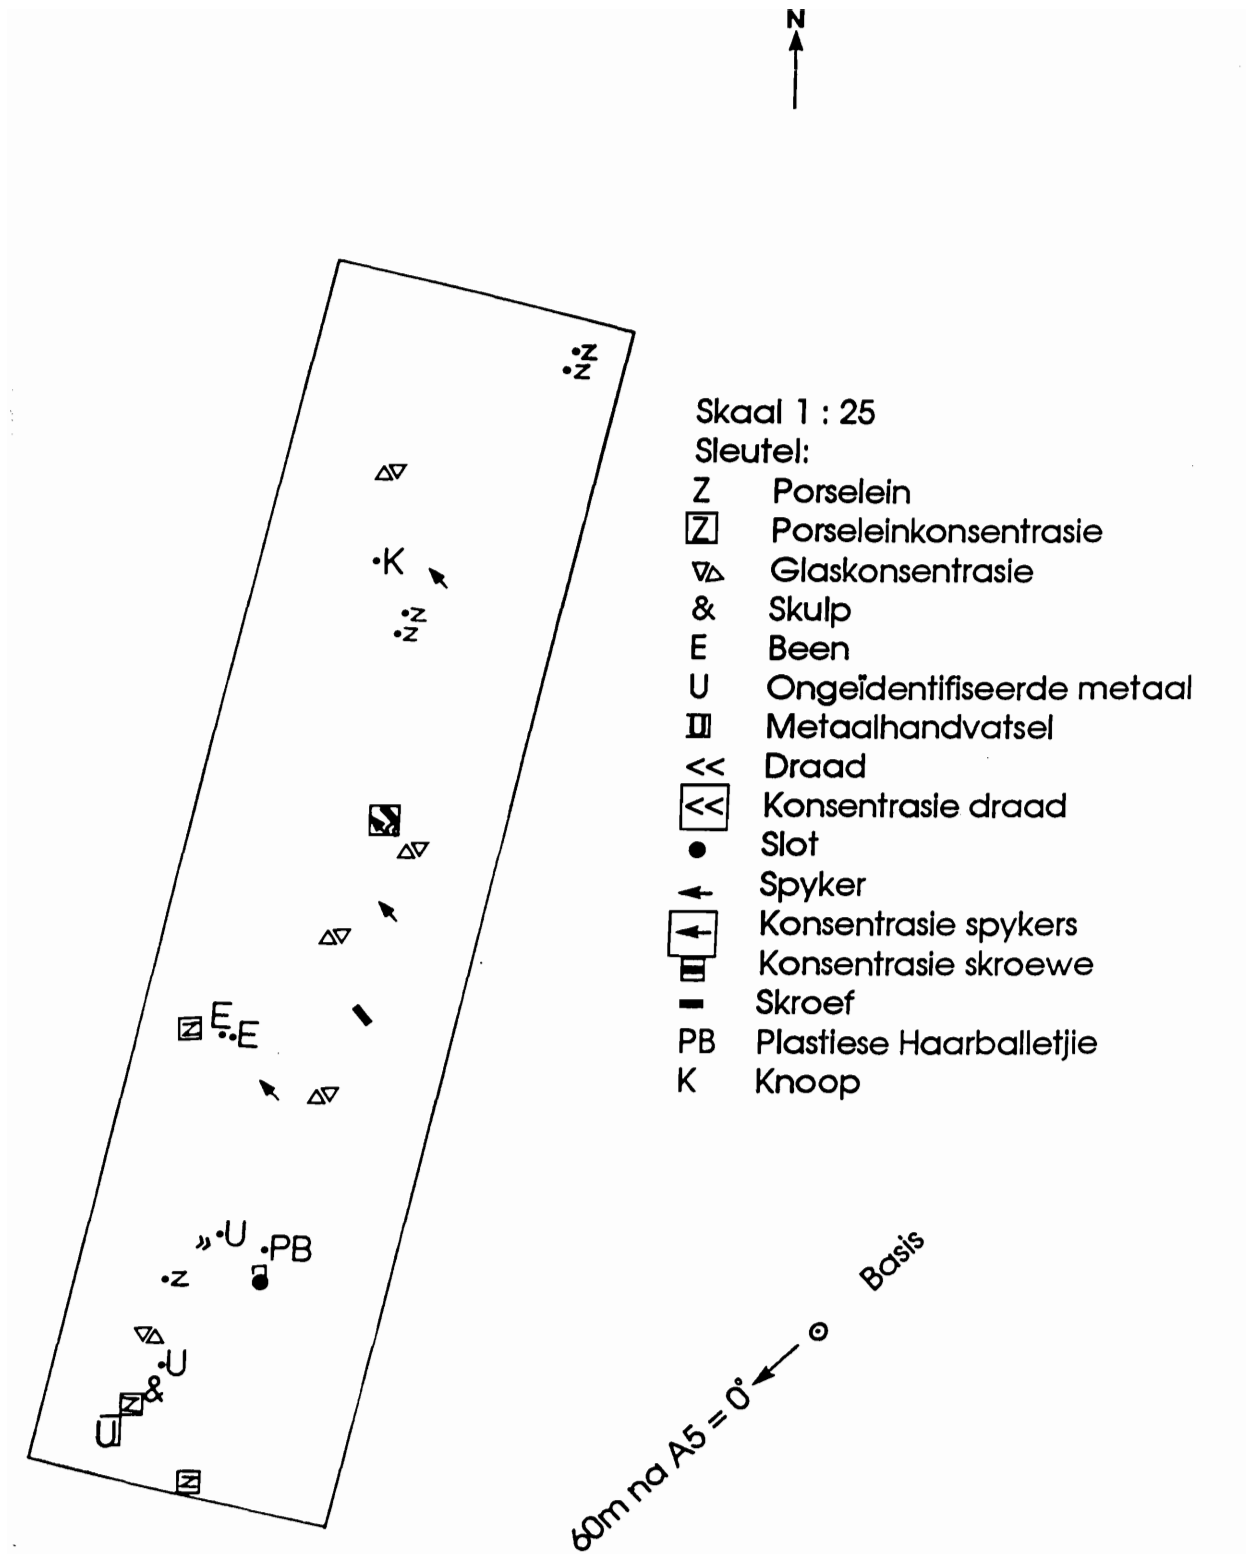 N
•Z
•Z
•K
•Z
•Z
Z
E
•
•E
•U
•PB
•Z
•U
&
Z
U
Z
Skaal 1 : 25
Sleutel:
Z Porselein
Z Porseleinkonsentrasie
▽△ Glaskonsentrasie
& Skulp
E Been
U Ongeïdentifiseerde metaal
U Metaalhandvatsel
<< Draad
<< Konsentrasie draad
● Slot
Spyker
Konsentrasie spykers
Konsentrasie skroewe
Skroef
PB Plastiese Haarballetjie
K Knoop
Basis
60m na A5 = 0°